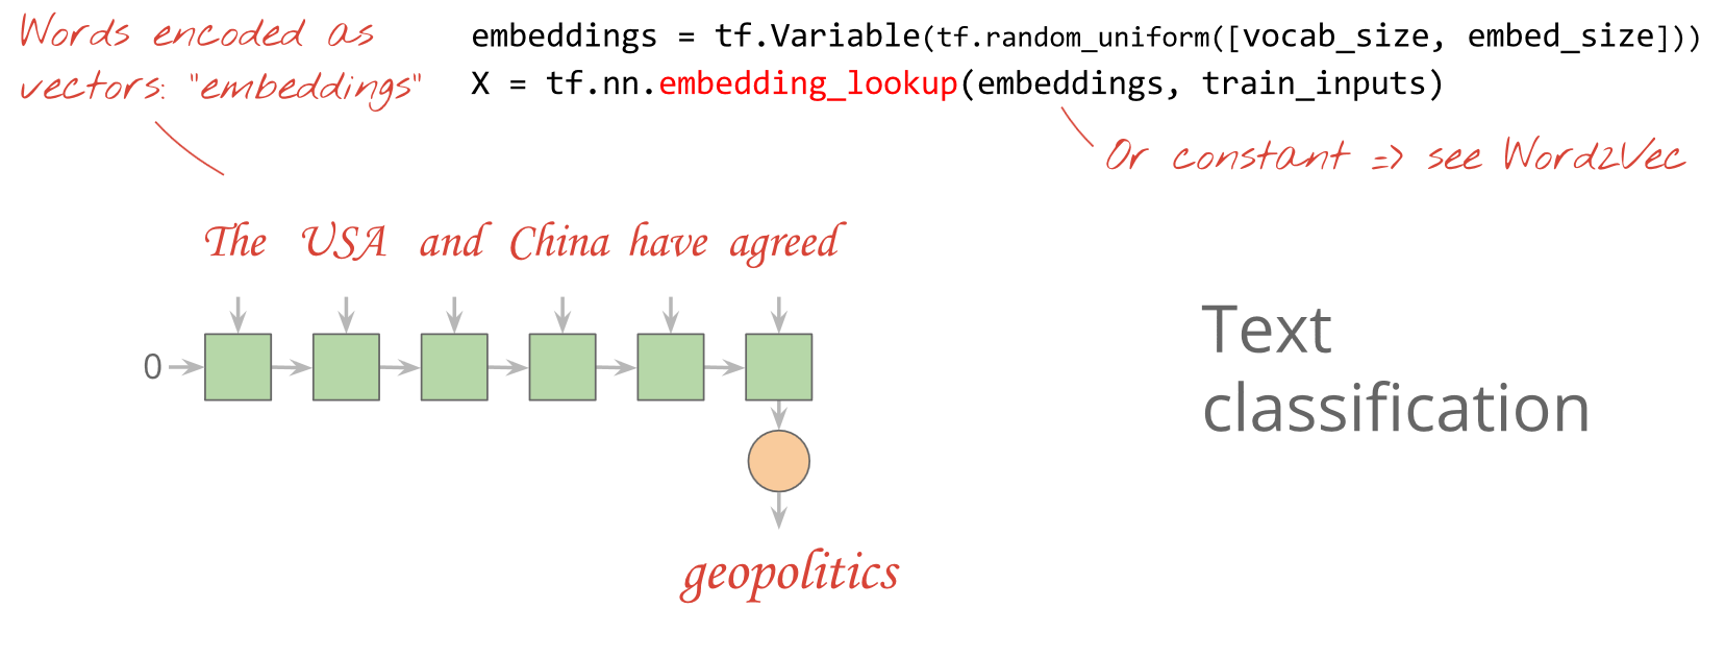 Words encoded as
vectors: "embeddings"
embeddings = tf.Variable(tf.random_uniform([vocab_size, embed_size]))
X = tf.nn.embedding_lookup(embeddings, train_inputs)
Or constant => see Word2Vec
The USA and China have agreed
0
geopolitics
Text
classification